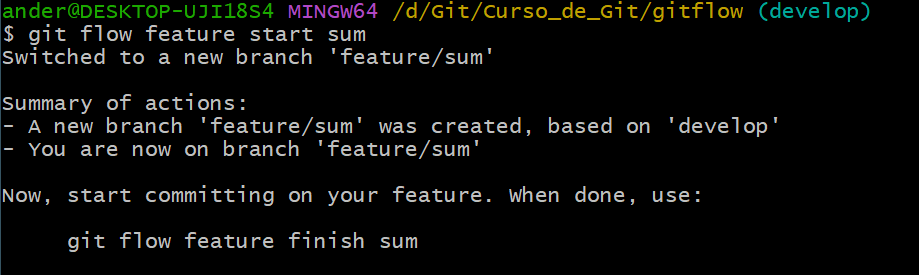 ander@DESKTOP-UJI18S4 MINGW64 /d/Git/Curso_de_Git/gitflow (develop)
$ git flow feature start sum
Switched to a new branch 'feature/sum'
Summary of actions:
- A new branch 'feature/sum' was created, based on 'develop'
- You are now on branch 'feature/sum'
Now, start committing on your feature. When done, use:
git flow feature finish sum